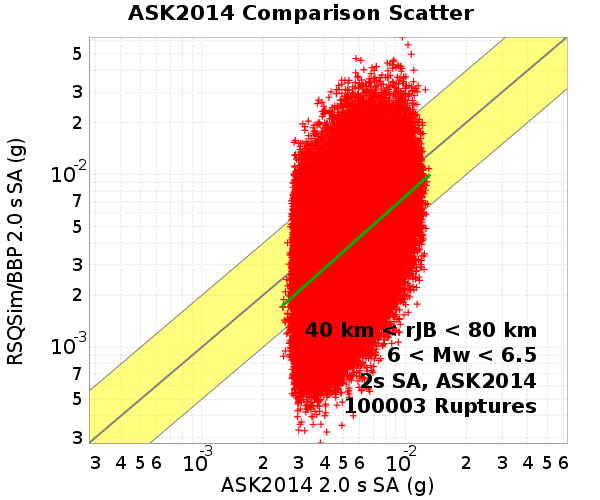 ASK2014 Comparison Scatter
RSQSim/BBP 2.0 s SA (g)
5
3
2
10-2
7
5
3
2
10-3
7
5
3
40 km < rJB < 80 km
6 < Mw < 6.5
2s SA, ASK2014
100003 Ruptures
3 4 5 6 10-3 2 3 4 5 6 10-2 2 3 4 5 6
ASK2014 2.0 s SA (g)